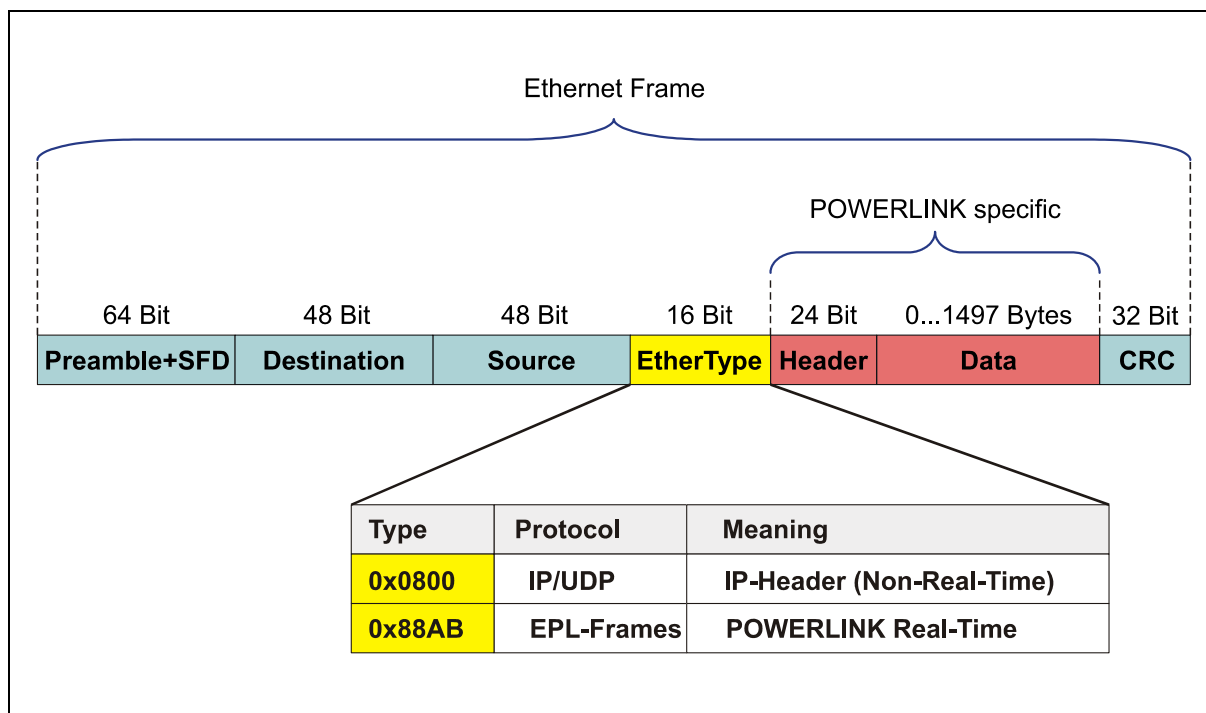 Ethernet Frame
POWERLINK specific
64 Bit 48 Bit 48 Bit 16 Bit 24 Bit 0...1497 Bytes 32 Bit
Preamble+SFD Destination Source EtherType Header Data CRC
Type Protocol Meaning
0x0800 IP/UDP IP-Header (Non-Real-Time)
0x88AB EPL-Frames POWERLINK Real-Time